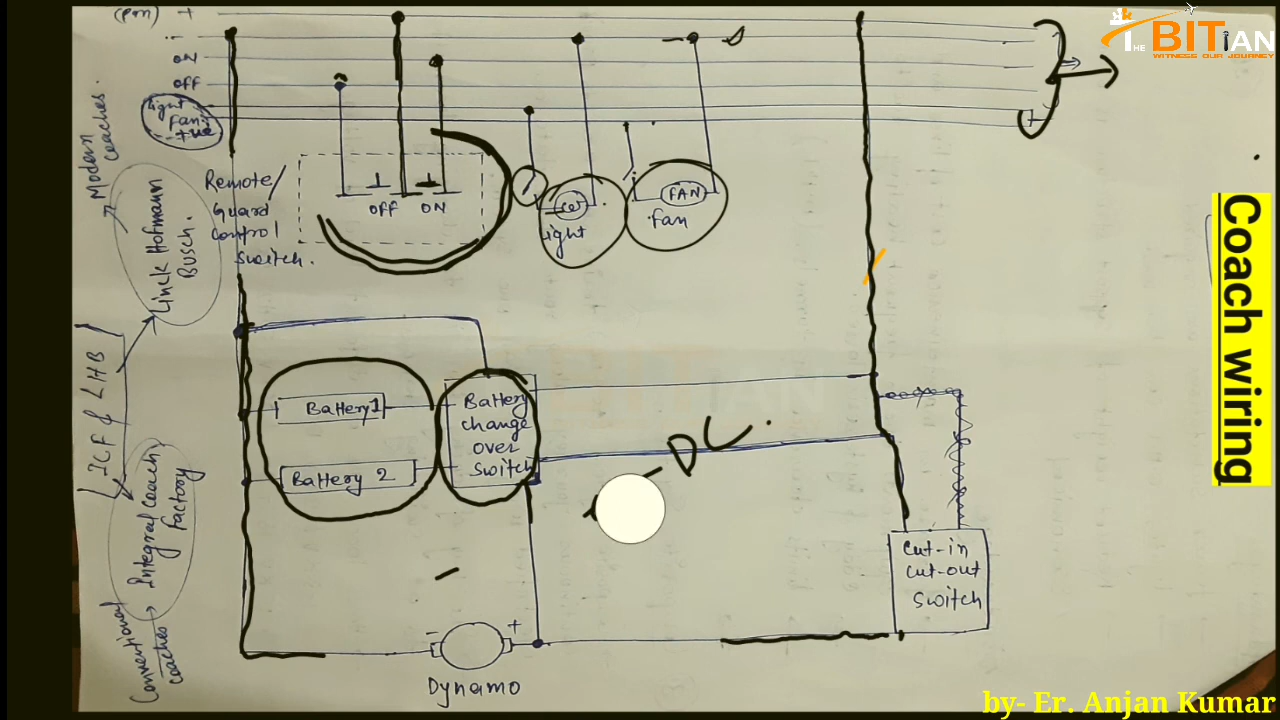 (Pon) +
i
on
off
Light
Fan
+ve
Modern
coaches
Linck Hofmann
Busch.
ICF & LHB
Integral coach
factory
Conventional
coaches
Remote/
Guard
control
switch.
OFF ON
Light
FAN
fan
Battery 1
Battery 2
Battery
change
over
switch
DC
cut-in
cut-out
switch
- +
Dynamo
THE BITIAN
WITNESS OUR JOURNEY
Coach wiring
by- Er. Anjan Kumar